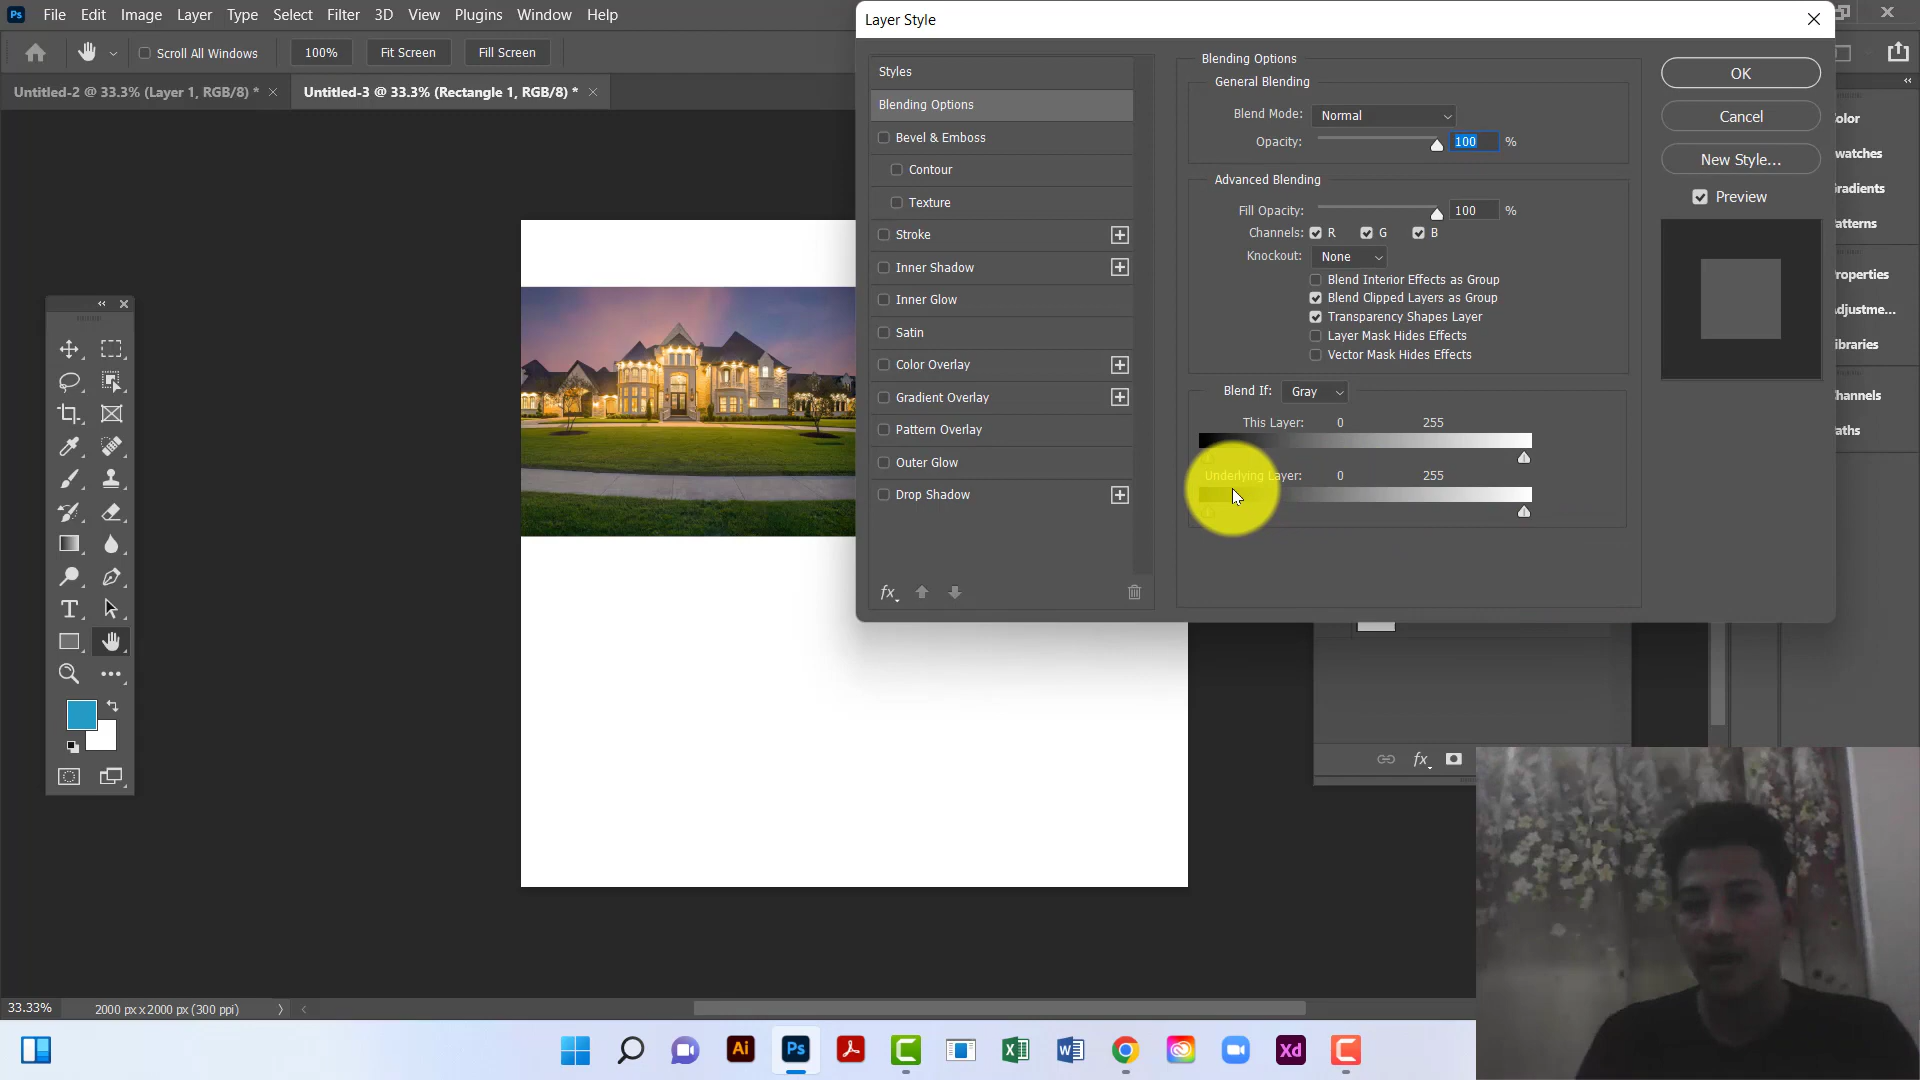 Ps File Edit Image Layer Type Select Filter 3D View Plugins Window Help
Scroll All Windows 100% Fit Screen Fill Screen
Untitled-2 @ 33.3% (Layer 1, RGB/8) * × Untitled-3 @ 33.3% (Rectangle 1, RGB/8) * ×
Layer Style
Styles
Blending Options
Bevel & Emboss
Contour
Texture
Stroke
Inner Shadow
Inner Glow
Satin
Color Overlay
Gradient Overlay
Pattern Overlay
Outer Glow
Drop Shadow
fx
Blending Options
General Blending
Blend Mode: Normal
Opacity: 100 %
Advanced Blending
Fill Opacity: 100 %
Channels: R G B
Knockout: None
Blend Interior Effects as Group
Blend Clipped Layers as Group
Transparency Shapes Layer
Layer Mask Hides Effects
Vector Mask Hides Effects
Blend If: Gray
This Layer: 0 255
Underlying Layer: 0 255
OK
Cancel
New Style...
Preview
olor
watches
radients
atterns
roperties
djustme...
ibraries
hannels
aths
fx
T
33.33% 2000 px x 2000 px (300 ppi)
Ai Ps Xd